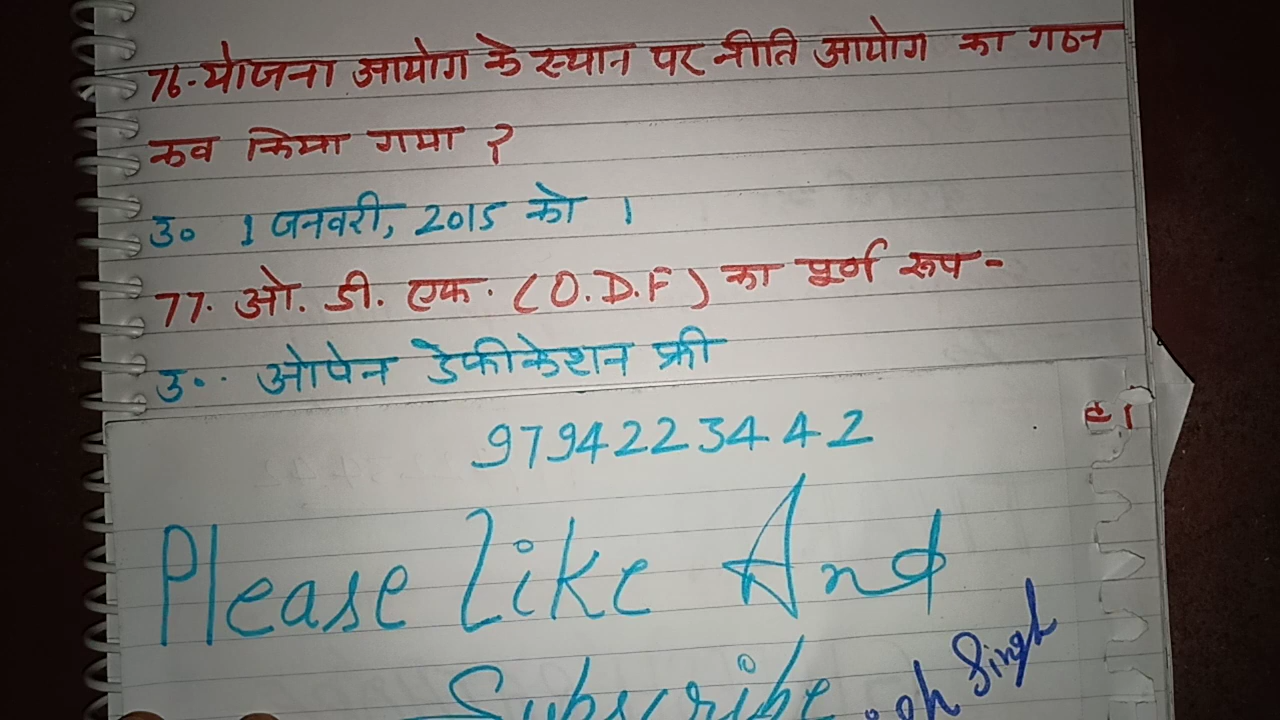 76. योजना आयोग के स्थान पर नीति आयोग का गठन
कब किया गया ?
उ० 1 जनवरी, 2015 को ।
77. ओ. डी. एफ. (O.D.F) का पूर्ण रूप -
उ.. ओपेन डेफीकेशन फ्री
9794223442
Please Like And
Subscribe
Singh